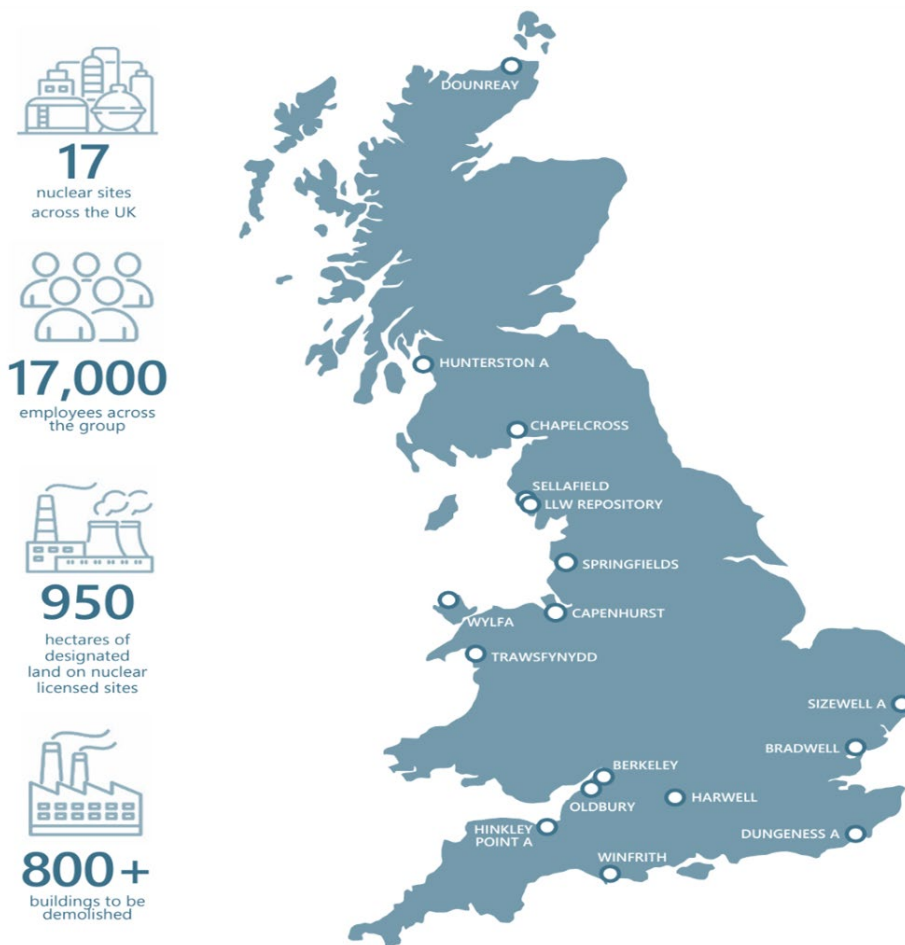 17
nuclear sites
across the UK
17,000
employees across
the group
950
hectares of
designated
land on nuclear
licensed sites
800+
buildings to be
demolished
DOUNREAY
HUNTERSTON A
CHAPELCROSS
SELLAFIELD
LLW REPOSITORY
SPRINGFIELDS
CAPENHURST
WYLFA
TRAWSFYNYDD
SIZEWELL A
BRADWELL
BERKELEY
OLDBURY
HARWELL
HINKLEY
POINT A
DUNGENESS A
WINFRITH